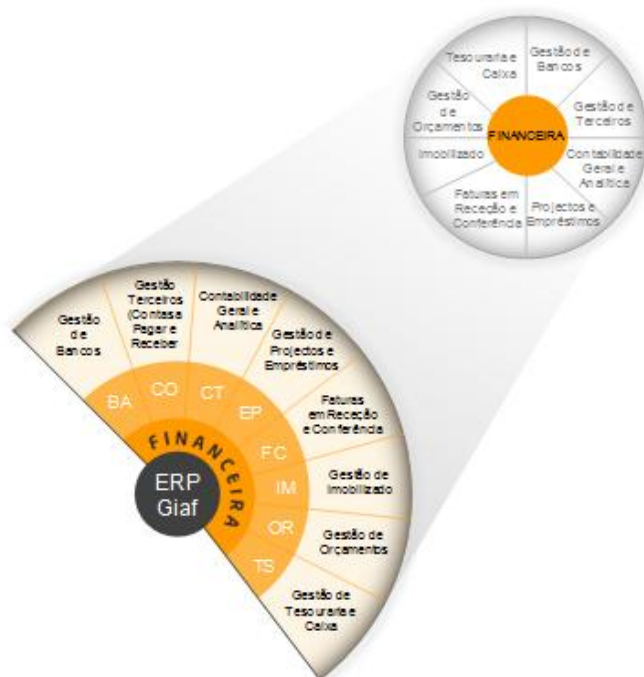 Tesouraria e
Caixa
Gestão de
Bancos
Gestão
de
Orçamentos
Gestão de
Terceiros
FINANCEIRA
Imobilizado
Contabilidade
Geral e
Analítica
Faturas em
Receção e
Conferência
Projectos e
Empréstimos
Gestão
de
Bancos
Gestão
Terceiros
(Contas a
Pagar e
Receber
Contabilidade
Geral e
Analítica
Gestão de
Projectos e
Empréstimos
Faturas
em Receção
e Conferência
Gestão de
Imobilizado
Gestão de
Orçamentos
Gestão de
Tesouraria e
Caixa
BA
CO
CT
EP
FC
IM
OR
TS
FINANCEIRA
ERP
Giaf